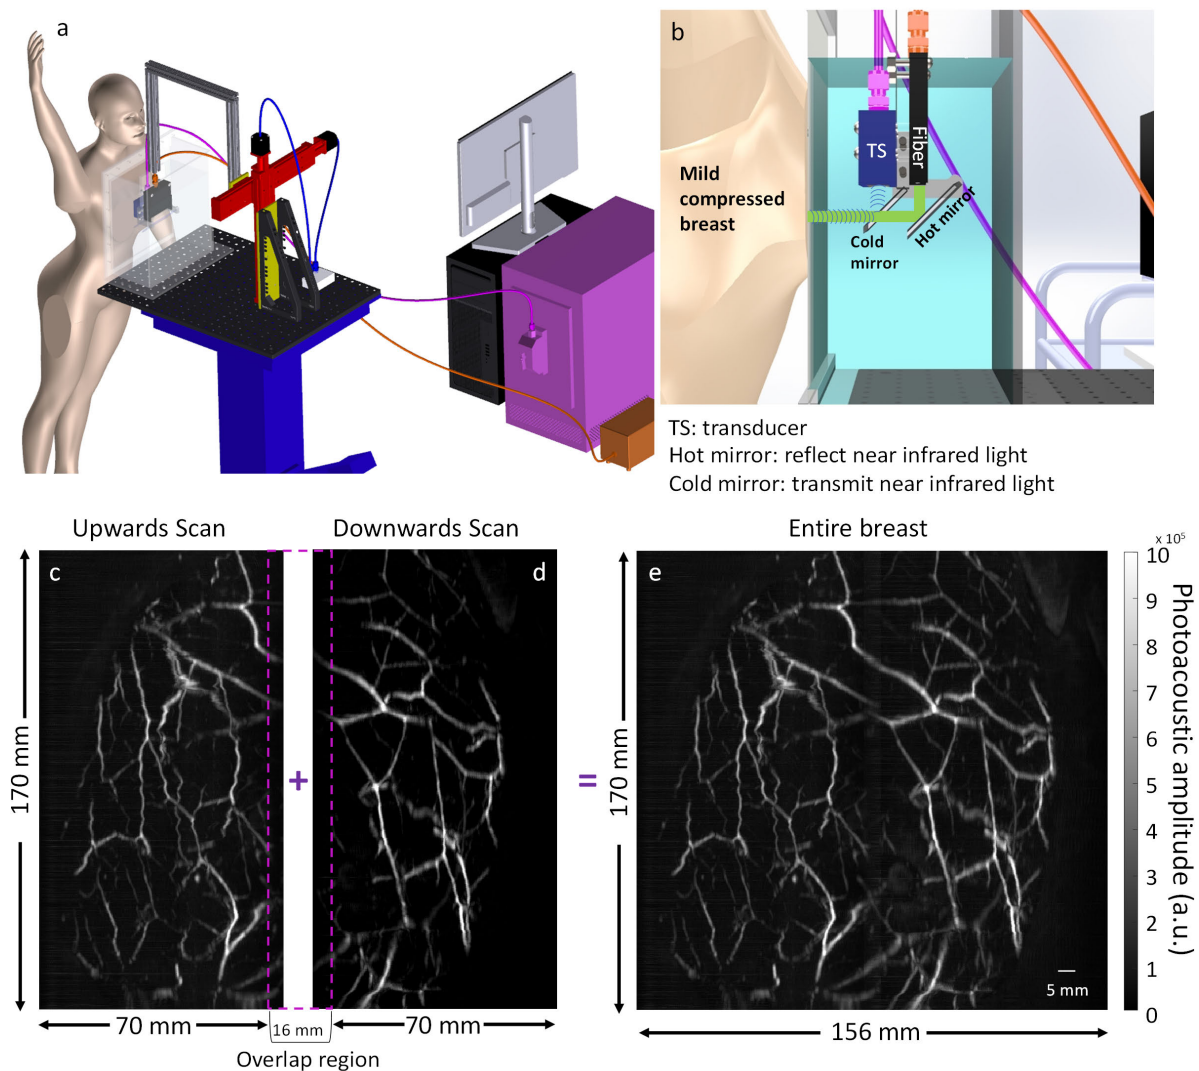 a
b
TS
Fiber
Mild
compressed
breast
Cold
mirror
Hot mirror
TS: transducer
Hot mirror: reflect near infrared light
Cold mirror: transmit near infrared light
Upwards Scan
Downwards Scan
Entire breast
c
d
e
170 mm
+
=
170 mm
5 mm
x 10⁵
10
9
8
7
6
5
4
3
2
1
0
Photoacoustic amplitude (a.u.)
70 mm
16 mm
70 mm
156 mm
Overlap region